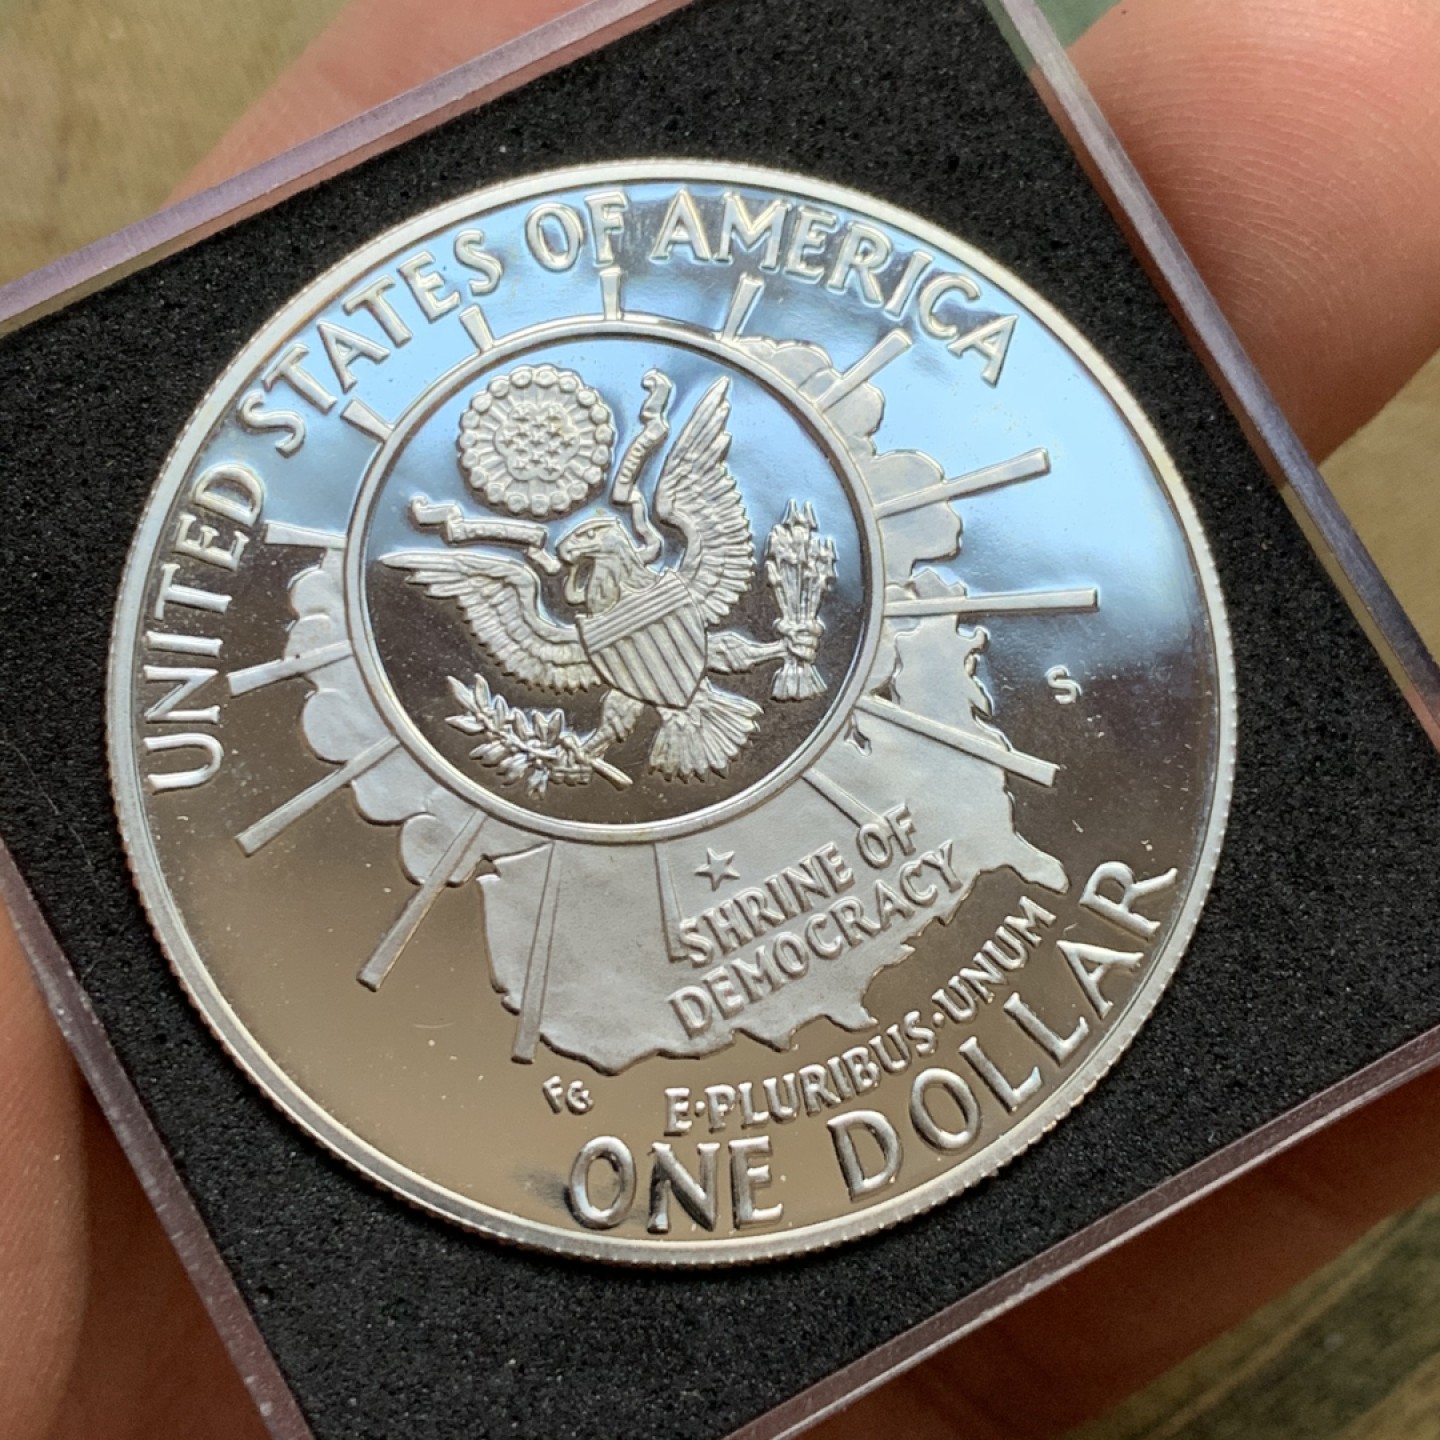 UNITED STATES OF AMERICA
S
SHRINE OF
DEMOCRACY
FG
E·PLURIBUS·UNUM
ONE DOLLAR